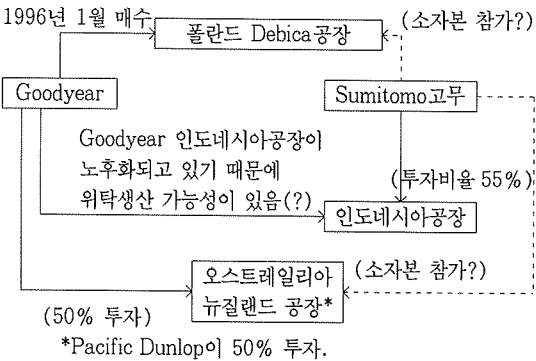 1996년 1월 매수
(소자본 참가?)
폴란드 Debica공장
Goodyear
Sumitomo고무
Goodyear 인도네시아공장이
노후화되고 있기 때문에
위탁생산 가능성이 있음(?)
(투자비율 55%)
인도네시아공장
오스트레일리아
뉴질랜드 공장*
(소자본 참가?)
(50% 투자)
*Pacific Dunlop이 50% 투자.